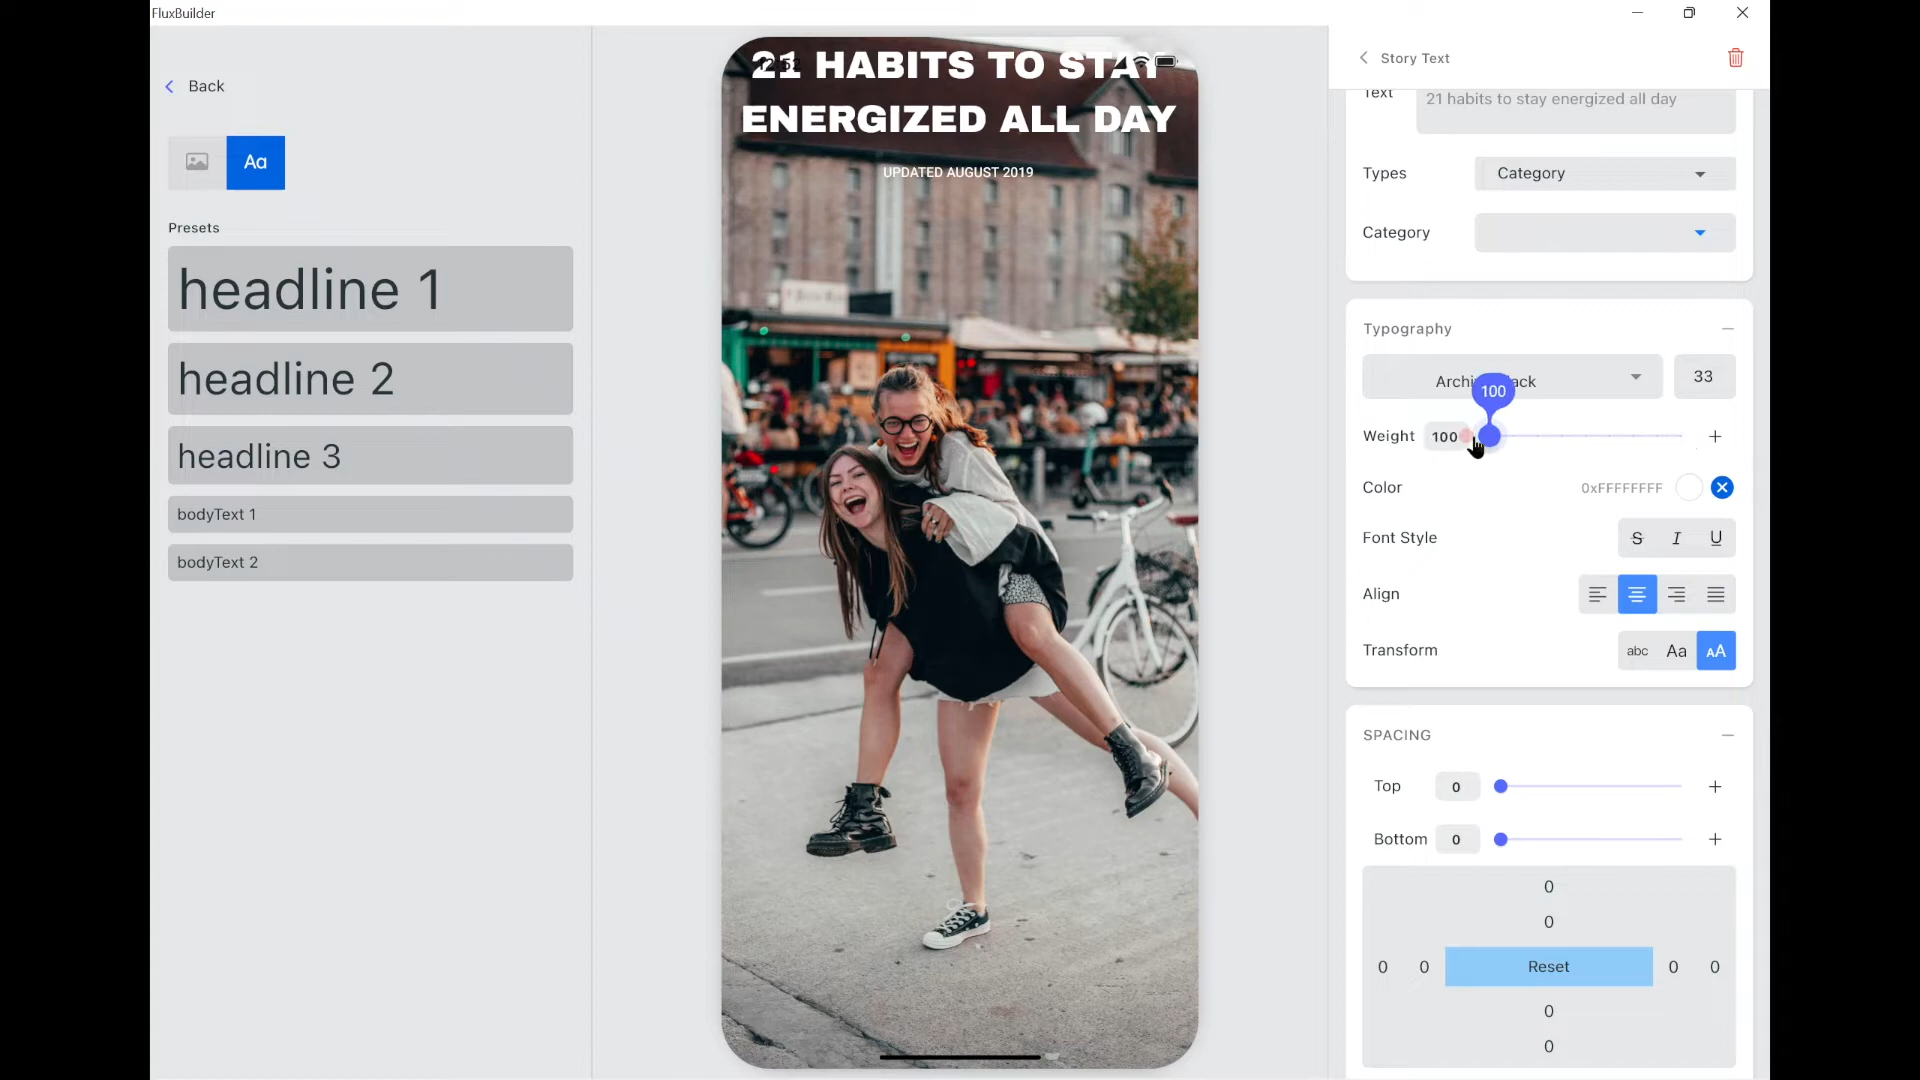 FluxBuilder
Back
Aa
Presets
headline 1
headline 2
headline 3
bodyText 1
bodyText 2
21 HABITS TO STAY
ENERGIZED ALL DAY
UPDATED AUGUST 2019
12:52
Story Text
Text
21 habits to stay energized all day
Types
Category
Category
Typography
33
100
Weight
100
Color
0xFFFFFFFF
Font Style
S I U
Align
Transform
abc Aa AA
SPACING
Top
0
Bottom
0
0
0
0 0 Reset 0 0
0
0